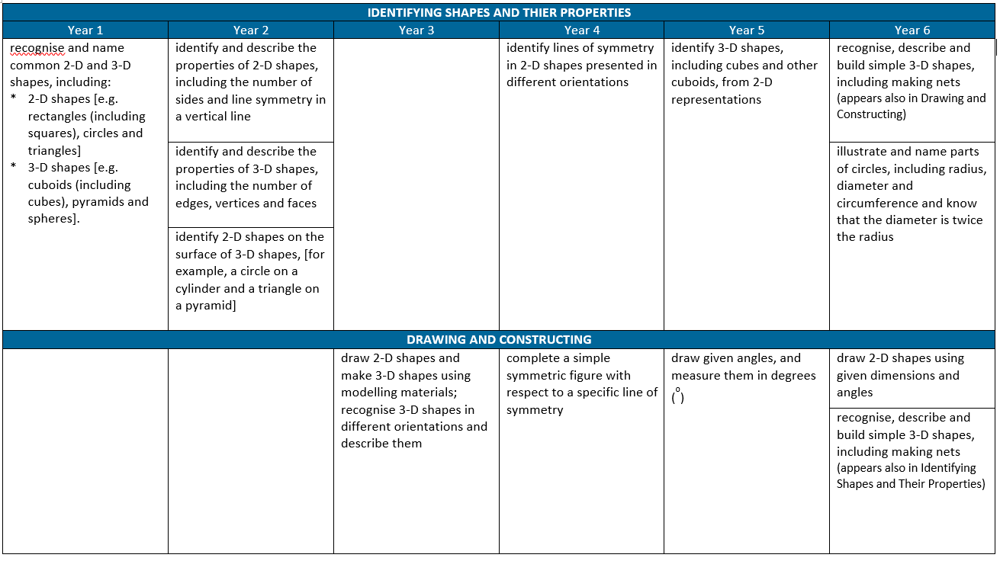 IDENTIFYING SHAPES AND THIER PROPERTIES
Year 1
Year 2
Year 3
Year 4
Year 5
Year 6
recognise and name
common 2-D and 3-D
shapes, including:
* 2-D shapes [e.g.
rectangles (including
squares), circles and
triangles]
* 3-D shapes [e.g.
cuboids (including
cubes), pyramids and
spheres].
identify and describe the
properties of 2-D shapes,
including the number of
sides and line symmetry in
a vertical line
identify and describe the
properties of 3-D shapes,
including the number of
edges, vertices and faces
identify 2-D shapes on the
surface of 3-D shapes, [for
example, a circle on a
cylinder and a triangle on
a pyramid]
identify lines of symmetry
in 2-D shapes presented in
different orientations
identify 3-D shapes,
including cubes and other
cuboids, from 2-D
representations
recognise, describe and
build simple 3-D shapes,
including making nets
(appears also in Drawing and
Constructing)
illustrate and name parts
of circles, including radius,
diameter and
circumference and know
that the diameter is twice
the radius
DRAWING AND CONSTRUCTING
draw 2-D shapes and
make 3-D shapes using
modelling materials;
recognise 3-D shapes in
different orientations and
describe them
complete a simple
symmetric figure with
respect to a specific line of
symmetry
draw given angles, and
measure them in degrees
(°)
draw 2-D shapes using
given dimensions and
angles
recognise, describe and
build simple 3-D shapes,
including making nets
(appears also in Identifying
Shapes and Their Properties)